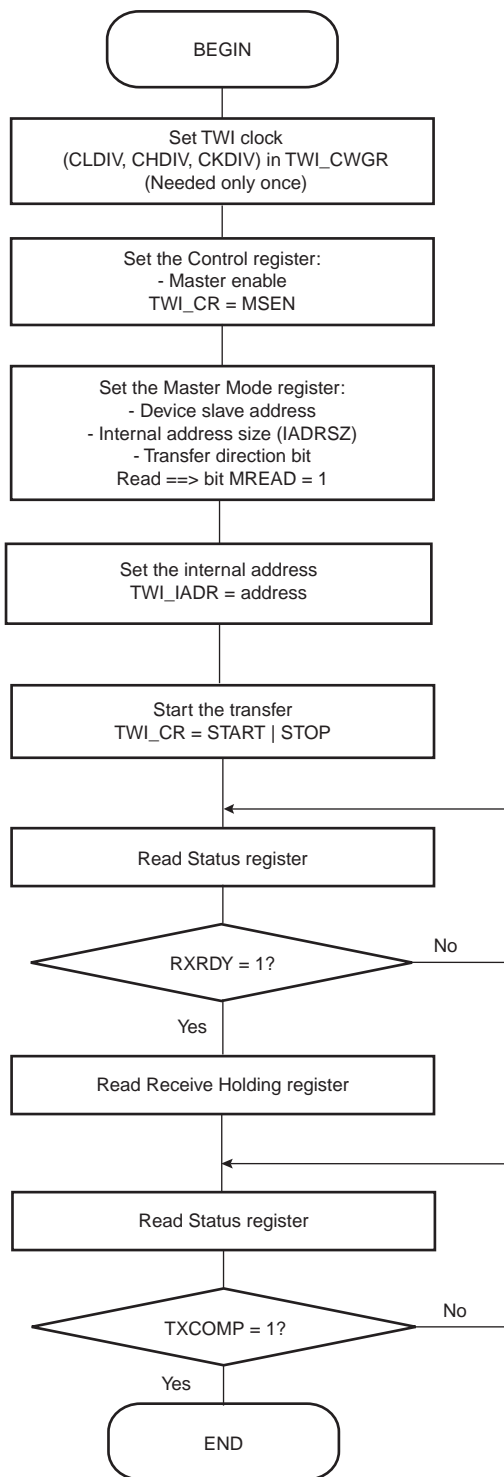 BEGIN
Set TWI clock
(CLDIV, CHDIV, CKDIV) in TWI_CWGR
(Needed only once)
Set the Control register:
- Master enable
TWI_CR = MSEN
Set the Master Mode register:
- Device slave address
- Internal address size (IADRSZ)
- Transfer direction bit
Read ==> bit MREAD = 1
Set the internal address
TWI_IADR = address
Start the transfer
TWI_CR = START | STOP
Read Status register
RXRDY = 1?
No
Yes
Read Receive Holding register
Read Status register
TXCOMP = 1?
No
Yes
END